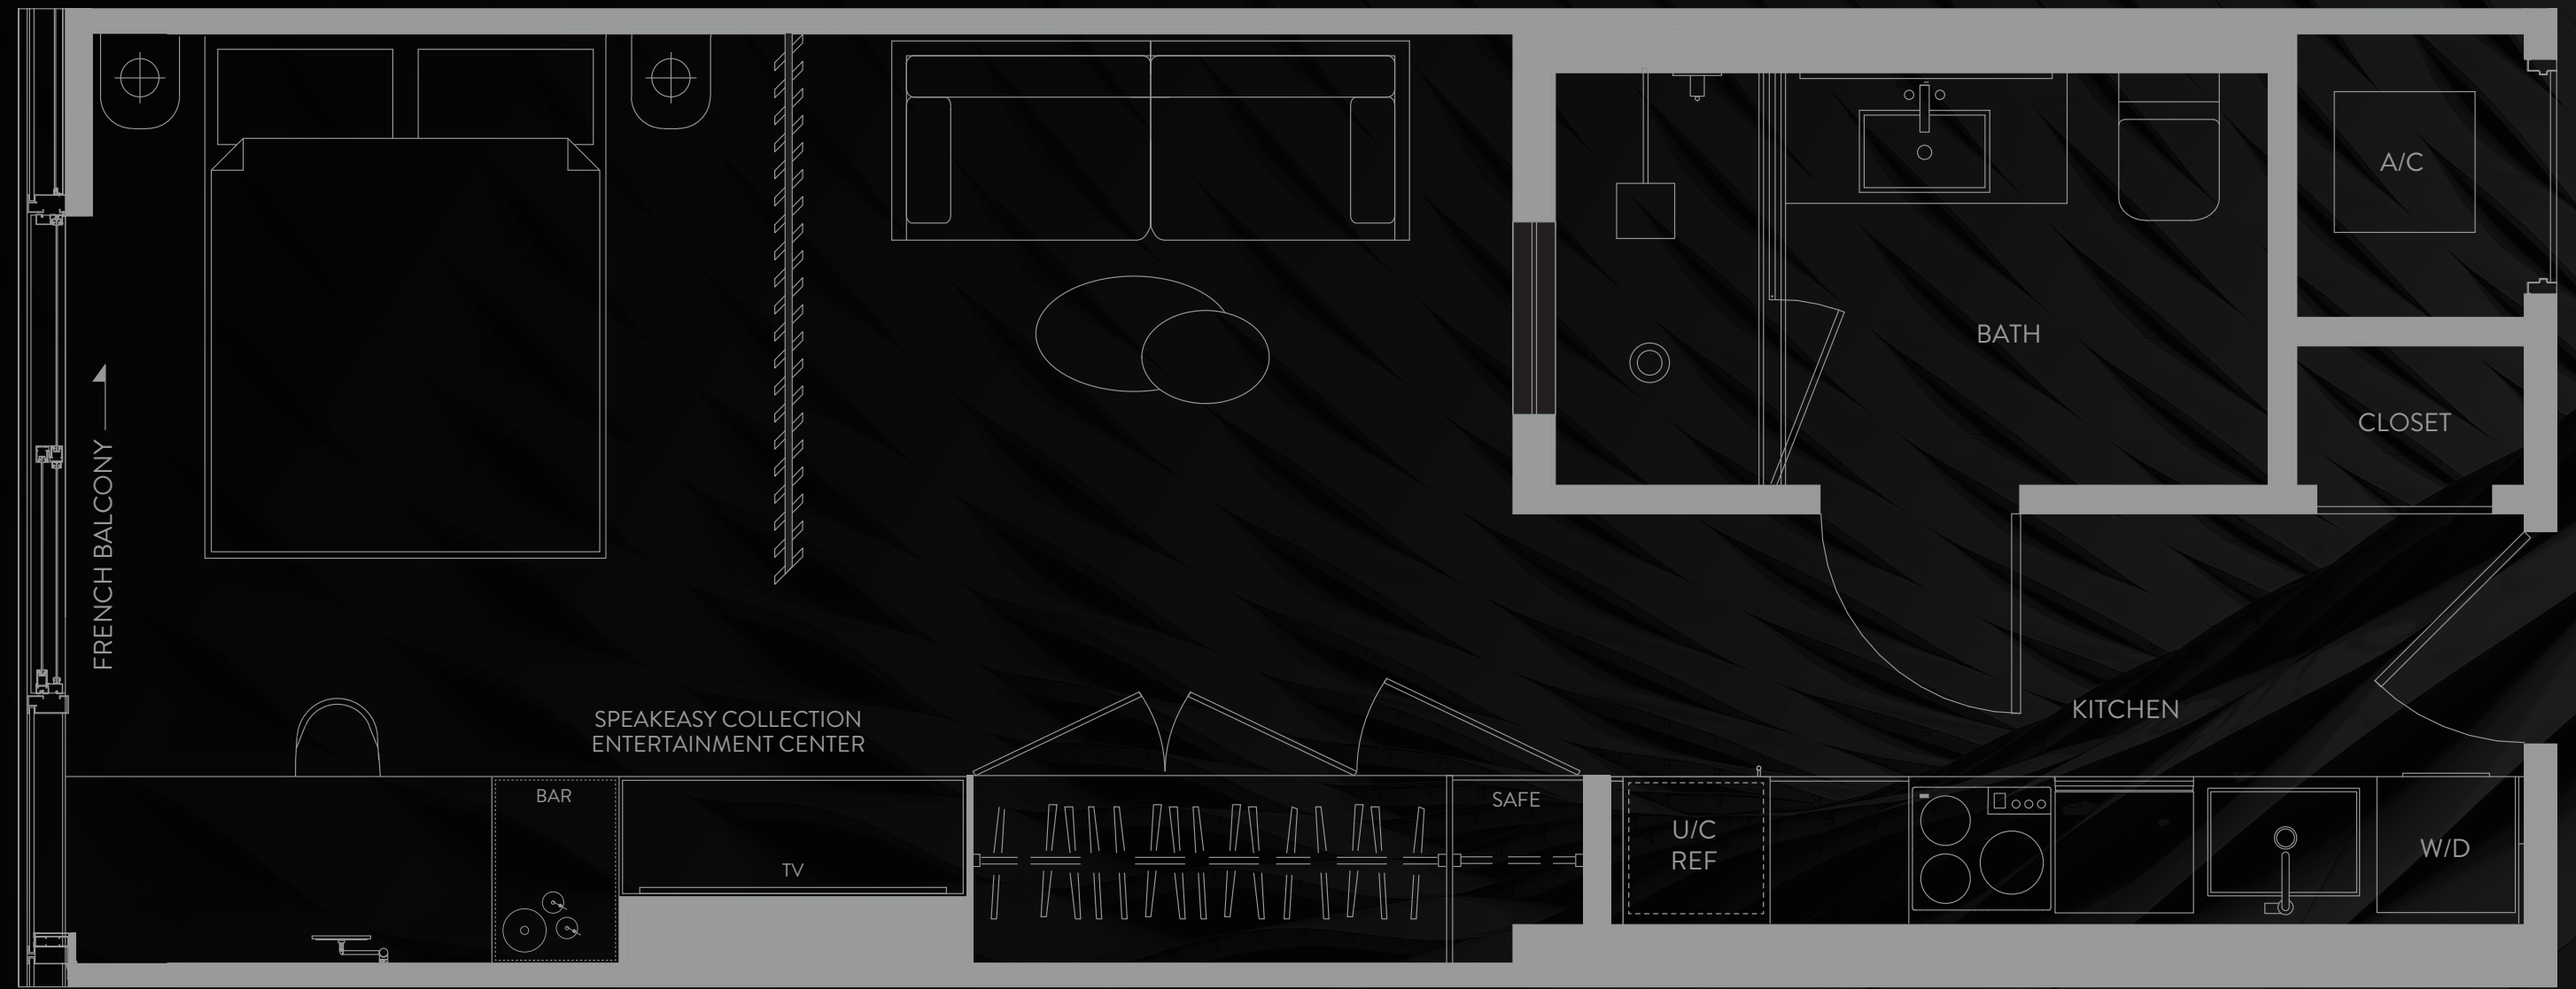 A/C
BATH
CLOSET
FRENCH BALCONY
SPEAKEASY COLLECTION
ENTERTAINMENT CENTER
KITCHEN
BAR
TV
SAFE
U/C
REF
W/D